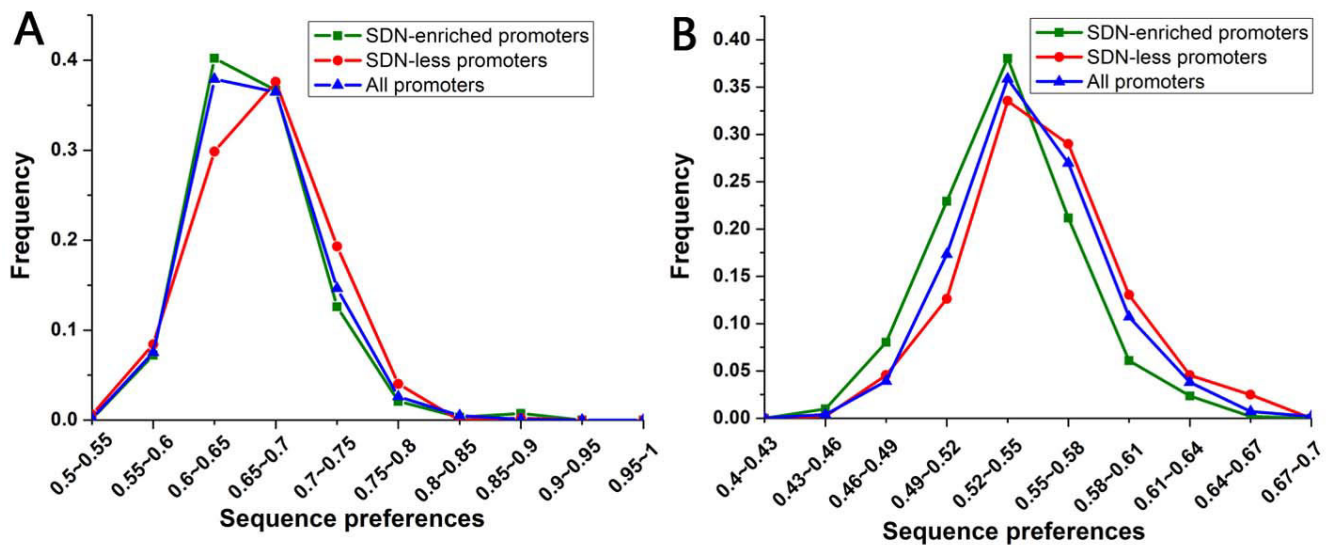 A
SDN-enriched promoters
SDN-less promoters
All promoters
Frequency
0.4
0.3
0.2
0.1
0.0
0.5~0.55
0.55~0.6
0.6~0.65
0.65~0.7
0.7~0.75
0.75~0.8
0.8~0.85
0.85~0.9
0.9~0.95
0.95~1
Sequence preferences
B
SDN-enriched promoters
SDN-less promoters
All promoters
Frequency
0.40
0.35
0.30
0.25
0.20
0.15
0.10
0.05
0.00
0.4~0.43
0.43~0.46
0.46~0.49
0.49~0.52
0.52~0.55
0.55~0.58
0.58~0.61
0.61~0.64
0.64~0.67
0.67~0.7
Sequence preferences